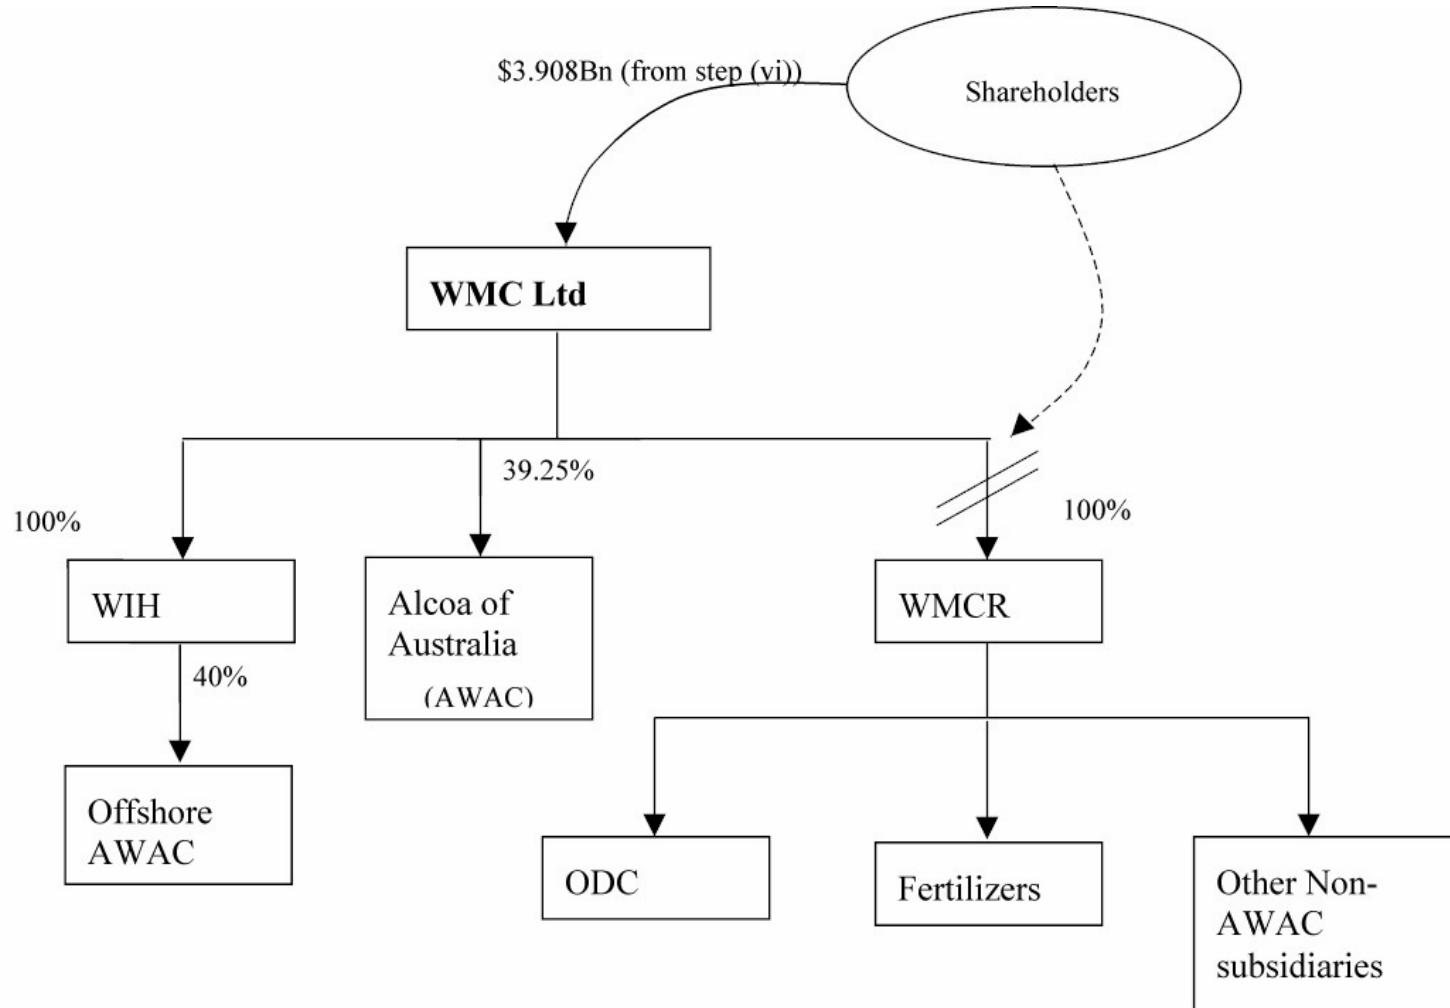 $3.908Bn (from step (vi))
Shareholders
WMC Ltd
39.25%
100%
100%
WIH
Alcoa of
Australia
(AWAC)
WMCR
40%
Offshore
AWAC
ODC
Fertilizers
Other Non-
AWAC
subsidiaries